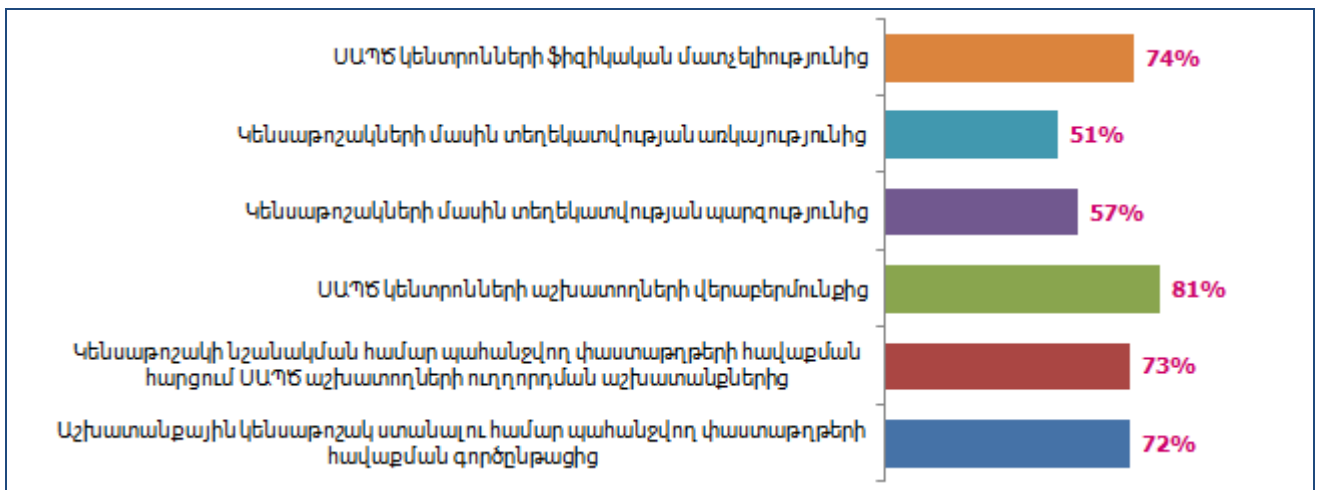 ՍԱՊԾ կենտրոնների ֆիզիկական մատչելիությունից
74%
Կենսաթոշակների մասին տեղեկատվության առկայությունից
51%
Կենսաթոշակների մասին տեղեկատվության պարզությունից
57%
ՍԱՊԾ կենտրոնների աշխատողների վերաբերմունքից
81%
Կենսաթոշակի նշանակման համար պահանջվող փաստաթղթերի հավաքման
հարցում ՍԱՊԾ աշխատողների ուղղորդման աշխատանքներից
73%
Աշխատանքային կենսաթոշակ ստանալու համար պահանջվող փաստաթղթերի
հավաքման գործընթացից
72%